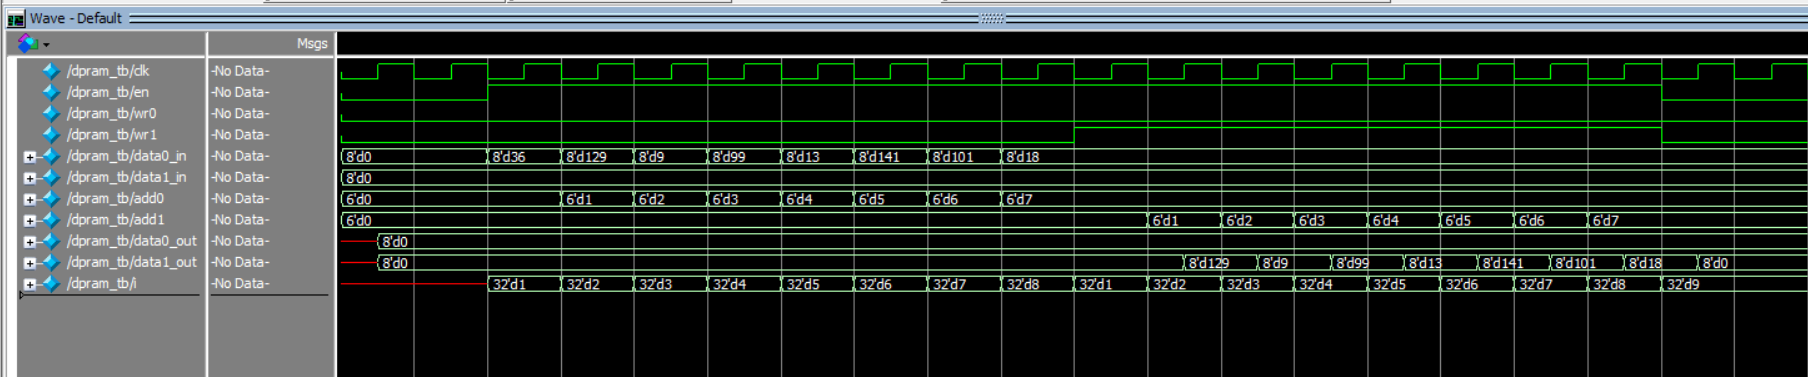 Wave - Default
Msgs
/dpram_tb/clk -No Data-
/dpram_tb/en -No Data-
/dpram_tb/wr0 -No Data-
/dpram_tb/wr1 -No Data-
/dpram_tb/data0_in -No Data- 8'd0 8'd36 8'd129 8'd9 8'd99 8'd13 8'd141 8'd101 8'd18
/dpram_tb/data1_in -No Data- 8'd0
/dpram_tb/add0 -No Data- 6'd0 6'd1 6'd2 6'd3 6'd4 6'd5 6'd6 6'd7
/dpram_tb/add1 -No Data- 6'd0 6'd1 6'd2 6'd3 6'd4 6'd5 6'd6 6'd7
/dpram_tb/data0_out -No Data- 8'd0
/dpram_tb/data1_out -No Data- 8'd0 8'd129 8'd9 8'd99 8'd13 8'd141 8'd101 8'd18 8'd0
/dpram_tb/i -No Data- 32'd1 32'd2 32'd3 32'd4 32'd5 32'd6 32'd7 32'd8 32'd1 32'd2 32'd3 32'd4 32'd5 32'd6 32'd7 32'd8 32'd9